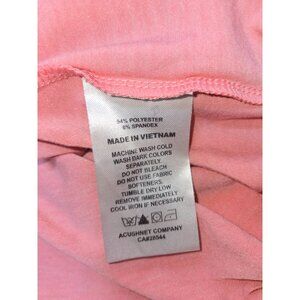 94% POLYESTER
6% SPANDEX
MADE IN VIETNAM
MACHINE WASH COLD
WASH DARK COLORS
SEPARATELY.
DO NOT BLEACH
DO NOT USE FABRIC
SOFTENERS.
TUMBLE DRY LOW
REMOVE IMMEDIATELY
COOL IRON IF NECESSARY
ACUSHNET COMPANY
CA#26544